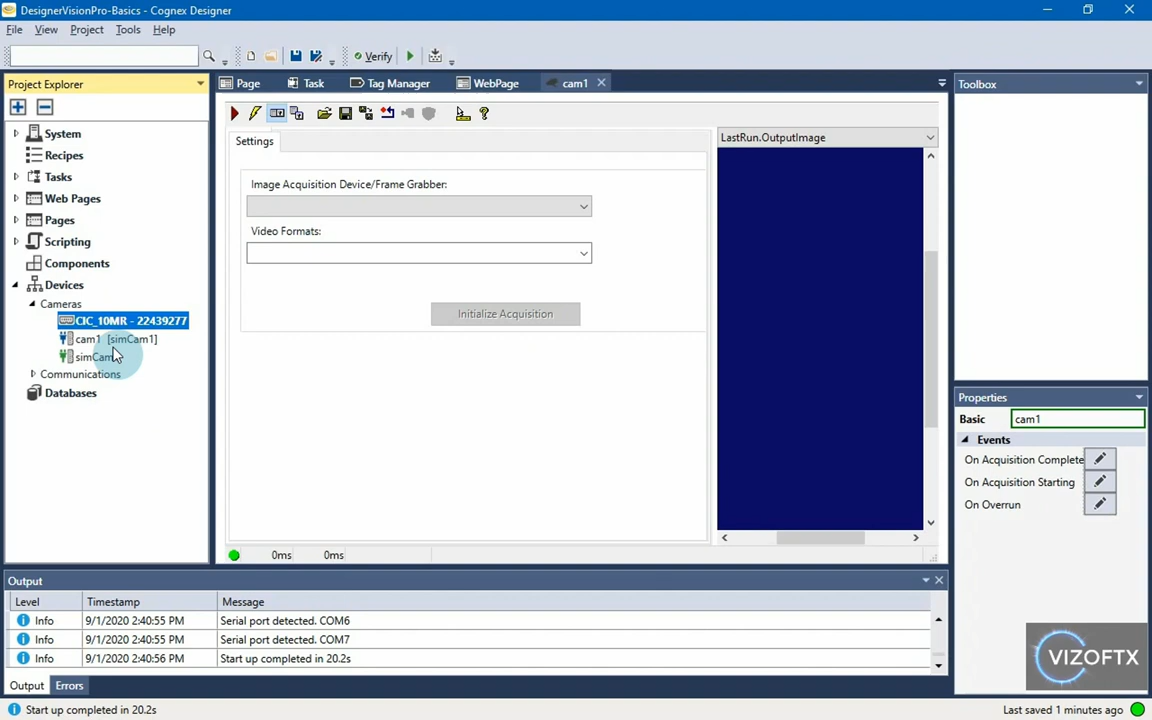 DesignerVisionPro-Basics - Cognex Designer
File View Project Tools Help
Verify
Project Explorer
System
Recipes
Tasks
Web Pages
Pages
Scripting
Components
Devices
Cameras
CIC_10MR - 22439277
cam1 [simCam1]
simCam
Communications
Databases
Page Task Tag Manager WebPage cam1
Settings
Image Acquisition Device/Frame Grabber:
Video Formats:
Initialize Acquisition
0ms 0ms
LastRun.OutputImage
Toolbox
Properties
Basic cam1
Events
On Acquisition Complete
On Acquisition Starting
On Overrun
Output
Level Timestamp Message
Info 9/1/2020 2:40:55 PM Serial port detected. COM6
Info 9/1/2020 2:40:55 PM Serial port detected. COM7
Info 9/1/2020 2:40:56 PM Start up completed in 20.2s
Output Errors
Start up completed in 20.2s
Last saved 1 minutes ago
VIZOFTX